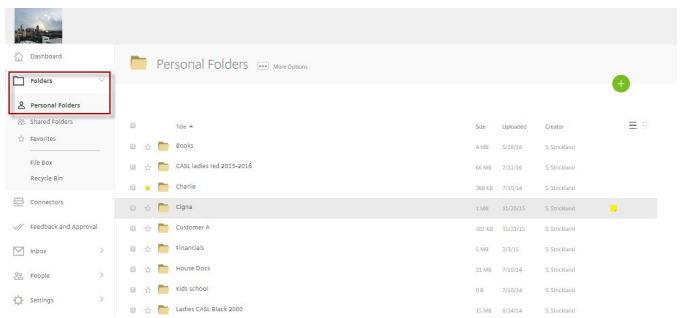 Dashboard
Folders
Personal Folders
Shared Folders
Favorites
File Box
Recycle Bin
Connectors
Feedback and Approval
Inbox
People
Settings
Personal Folders ... More Options
Title Size Uploaded Creator
Books 4 MB 5/18/16 S. Strickland
CASL ladies red 2015-2016 66 MB 7/31/16 S. Strickland
Charlie 368 KB 7/10/14 S. Strickland
Cigna 1 MB 11/20/15 S. Strickland
Customer A 501 KB 11/23/15 S. Strickland
Financials 5 MB 2/3/15 S. Strickland
House Docs 21 MB 7/10/14 S. Strickland
Kids school 0 B 7/10/14 S. Strickland
Ladies CASL Black 2000 15 MB 8/24/14 S. Strickland